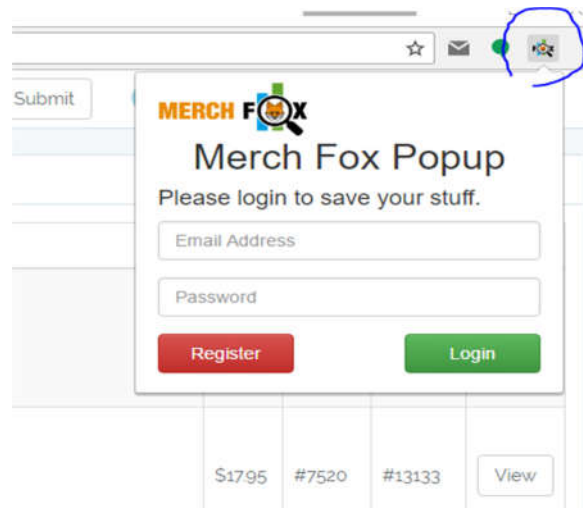 Submit
MERCH FOX
Merch Fox Popup
Please login to save your stuff.
Email Address
Password
Register
Login
$17.95
#7520
#13133
View